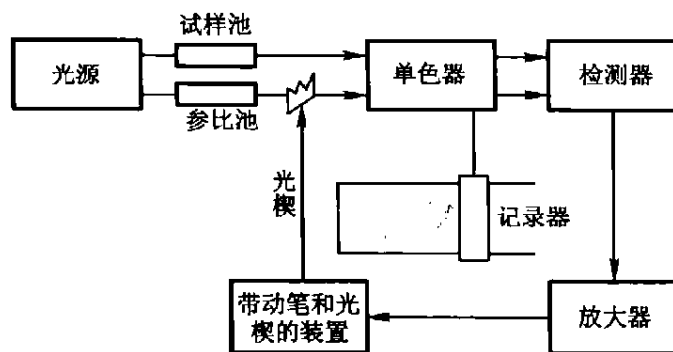 试样池
光源
参比池
单色器
检测器
光楔
记录器
带动笔和光
楔的装置
放大器